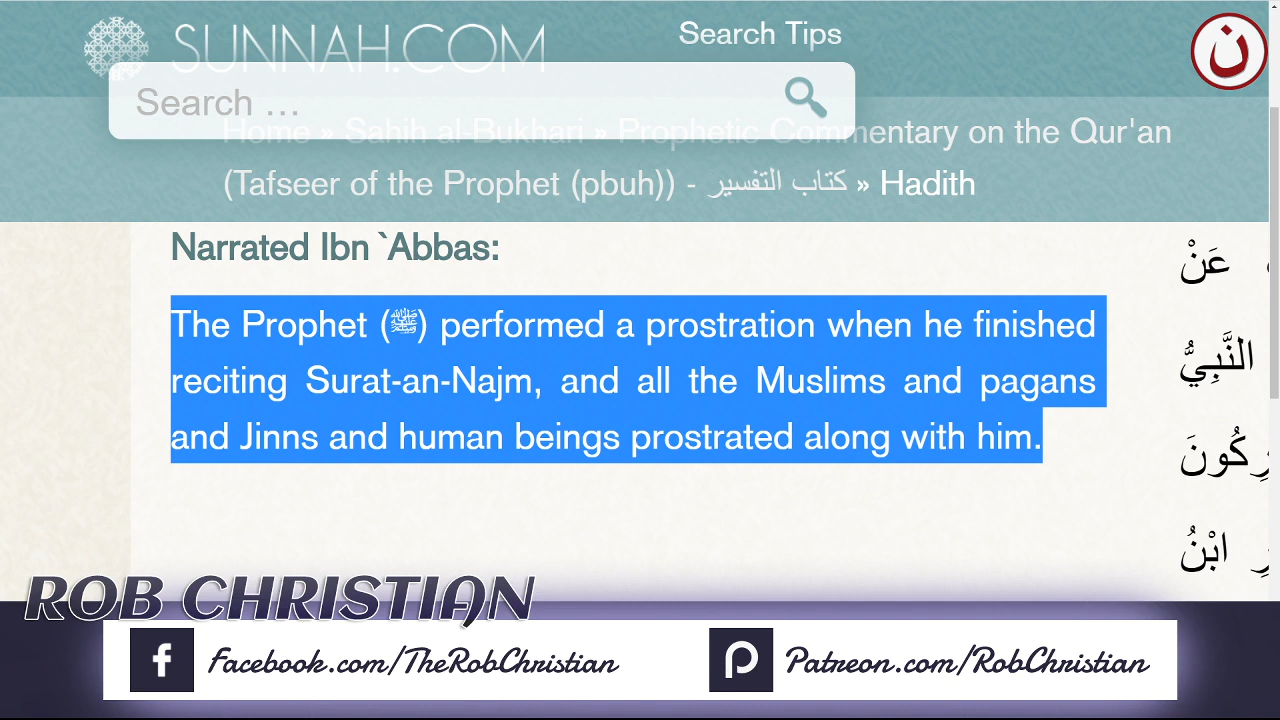 SUNNAH.COM
Search Tips
ن
Search ...
Home » Sahih al-Bukhari » Prophetic Commentary on the Qur'an
(Tafseer of the Prophet (pbuh)) - كتاب التفسير » Hadith
Narrated Ibn `Abbas:
عَنْ
The Prophet (ﷺ) performed a prostration when he finished
النَّبِيُّ
reciting Surat-an-Najm, and all the Muslims and pagans
and Jinns and human beings prostrated along with him.
ابْنُ
ROB CHRISTIAN
Facebook.com/TheRobChristian
Patreon.com/RobChristian